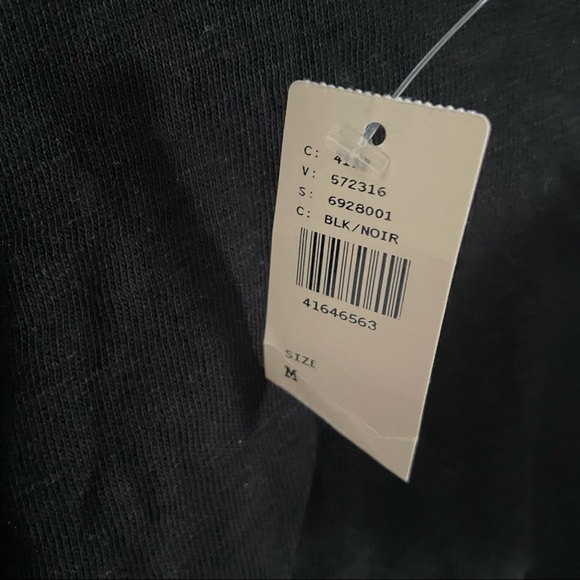 C:
V: 572316
S: 6928001
C: BLK/NOIR
41646563
SIZE
M